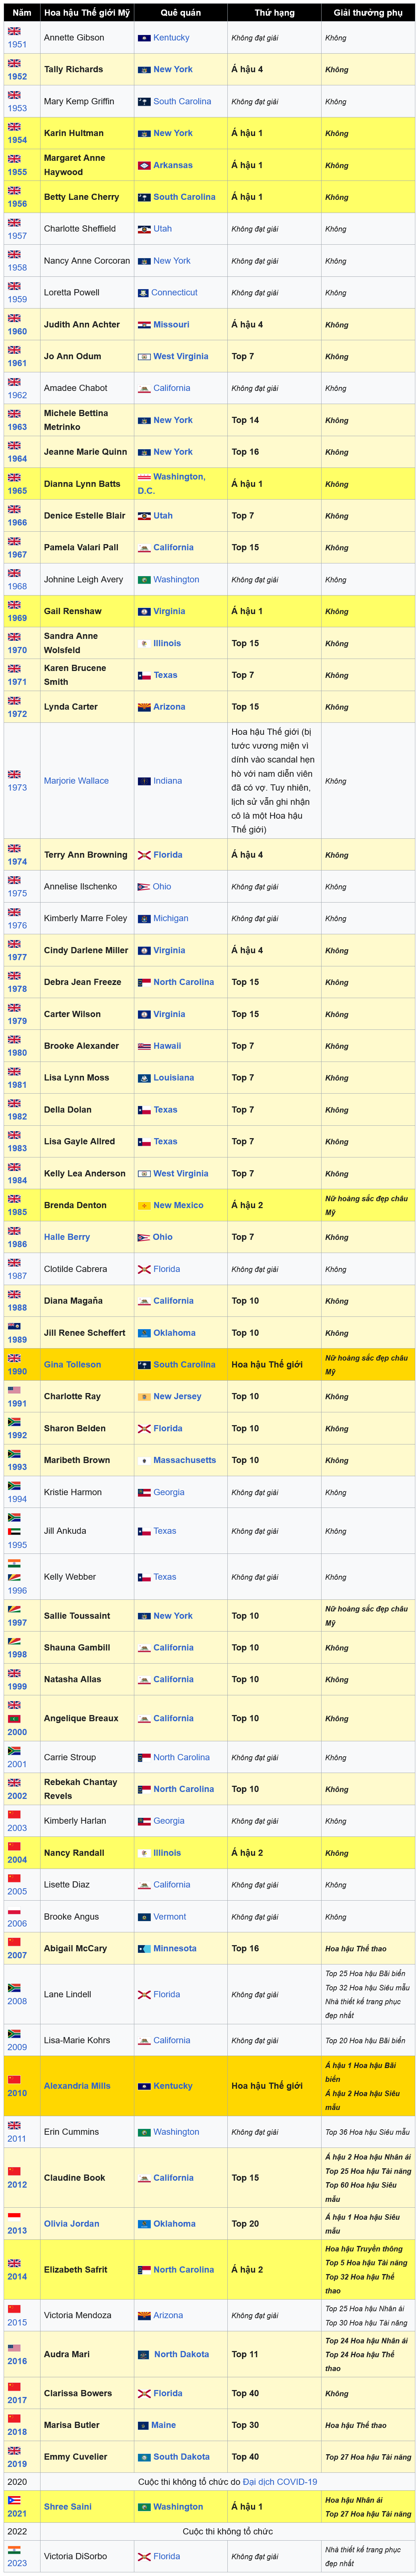 Năm Hoa hậu Thế giới Mỹ Quê quán Thứ hạng Giải thưởng phụ
1951 Annette Gibson Kentucky Không đạt giải Không
1952 Tally Richards New York Á hậu 4 Không
1953 Mary Kemp Griffin South Carolina Không đạt giải Không
1954 Karin Hultman New York Á hậu 1 Không
1955 Margaret Anne Haywood Arkansas Á hậu 1 Không
1956 Betty Lane Cherry South Carolina Á hậu 1 Không
1957 Charlotte Sheffield Utah Không đạt giải Không
1958 Nancy Anne Corcoran New York Không đạt giải Không
1959 Loretta Powell Connecticut Không đạt giải Không
1960 Judith Ann Achter Missouri Á hậu 4 Không
1961 Jo Ann Odum West Virginia Top 7 Không
1962 Amadee Chabot California Không đạt giải Không
1963 Michele Bettina Metrinko New York Top 14 Không
1964 Jeanne Marie Quinn New York Top 16 Không
1965 Dianna Lynn Batts Washington, D.C. Á hậu 1 Không
1966 Denice Estelle Blair Utah Top 7 Không
1967 Pamela Valari Pall California Top 15 Không
1968 Johnine Leigh Avery Washington Không đạt giải Không
1969 Gail Renshaw Virginia Á hậu 1 Không
1970 Sandra Anne Wolsfeld Illinois Top 15 Không
1971 Karen Brucene Smith Texas Top 7 Không
1972 Lynda Carter Arizona Top 15 Không
1973 Marjorie Wallace Indiana Hoa hậu Thế giới (bị
tước vương miện vì
dính vào scandal hẹn
hò với nam diễn viên
đã có vợ. Tuy nhiên,
lịch sử vẫn ghi nhận
cô là một Hoa hậu
Thế giới) Không
1974 Terry Ann Browning Florida Á hậu 4 Không
1975 Annelise Ilschenko Ohio Không đạt giải Không
1976 Kimberly Marre Foley Michigan Không đạt giải Không
1977 Cindy Darlene Miller Virginia Á hậu 4 Không
1978 Debra Jean Freeze North Carolina Top 15 Không
1979 Carter Wilson Virginia Top 15 Không
1980 Brooke Alexander Hawaii Top 7 Không
1981 Lisa Lynn Moss Louisiana Top 7 Không
1982 Della Dolan Texas Top 7 Không
1983 Lisa Gayle Allred Texas Top 7 Không
1984 Kelly Lea Anderson West Virginia Top 7 Không
1985 Brenda Denton New Mexico Á hậu 2 Nữ hoàng sắc đẹp châu
Mỹ
1986 Halle Berry Ohio Top 7 Không
1987 Clotilde Cabrera Florida Không đạt giải Không
1988 Diana Magaña California Top 10 Không
1989 Jill Renee Scheffert Oklahoma Top 10 Không
1990 Gina Tolleson South Carolina Hoa hậu Thế giới Nữ hoàng sắc đẹp châu
Mỹ
1991 Charlotte Ray New Jersey Top 10 Không
1992 Sharon Belden Florida Top 10 Không
1993 Maribeth Brown Massachusetts Top 10 Không
1994 Kristie Harmon Georgia Không đạt giải Không
1995 Jill Ankuda Texas Không đạt giải Không
1996 Kelly Webber Texas Không đạt giải Không
1997 Sallie Toussaint New York Top 10 Nữ hoàng sắc đẹp châu
Mỹ
1998 Shauna Gambill California Top 10 Không
1999 Natasha Allas California Top 10 Không
2000 Angelique Breaux California Top 10 Không
2001 Carrie Stroup North Carolina Không đạt giải Không
2002 Rebekah Chantay Revels North Carolina Top 10 Không
2003 Kimberly Harlan Georgia Không đạt giải Không
2004 Nancy Randall Illinois Á hậu 2 Không
2005 Lisette Diaz California Không đạt giải Không
2006 Brooke Angus Vermont Không đạt giải Không
2007 Abigail McCary Minnesota Top 16 Hoa hậu Thể thao
2008 Lane Lindell Florida Không đạt giải Top 25 Hoa hậu Bãi biển
Top 32 Hoa hậu Siêu mẫu
Nhà thiết kế trang phục
đẹp nhất
2009 Lisa-Marie Kohrs California Không đạt giải Top 20 Hoa hậu Bãi biển
2010 Alexandria Mills Kentucky Hoa hậu Thế giới Á hậu 1 Hoa hậu Bãi
biển
Á hậu 2 Hoa hậu Siêu
mẫu
2011 Erin Cummins Washington Không đạt giải Top 36 Hoa hậu Siêu mẫu
2012 Claudine Book California Top 15 Á hậu 2 Hoa hậu Nhân ái
Top 25 Hoa hậu Tài năng
Top 60 Hoa hậu Siêu
mẫu
2013 Olivia Jordan Oklahoma Top 20 Á hậu 1 Hoa hậu Siêu
mẫu
2014 Elizabeth Safrit North Carolina Á hậu 2 Hoa hậu Truyền thông
Top 5 Hoa hậu Tài năng
Top 32 Hoa hậu Thể
thao
2015 Victoria Mendoza Arizona Không đạt giải Top 25 Hoa hậu Nhân ái
Top 30 Hoa hậu Tài năng
2016 Audra Mari North Dakota Top 11 Top 24 Hoa hậu Nhân ái
Top 24 Hoa hậu Thể
thao
2017 Clarissa Bowers Florida Top 40 Không
2018 Marisa Butler Maine Top 30 Hoa hậu Thể thao
2019 Emmy Cuvelier South Dakota Top 40 Top 27 Hoa hậu Tài năng
2020 Cuộc thi không tổ chức do Đại dịch COVID-19
2021 Shree Saini Washington Á hậu 1 Hoa hậu Nhân ái
Top 27 Hoa hậu Tài năng
2022 Cuộc thi không tổ chức
2023 Victoria DiSorbo Florida Không đạt giải Nhà thiết kế trang phục
đẹp nhất